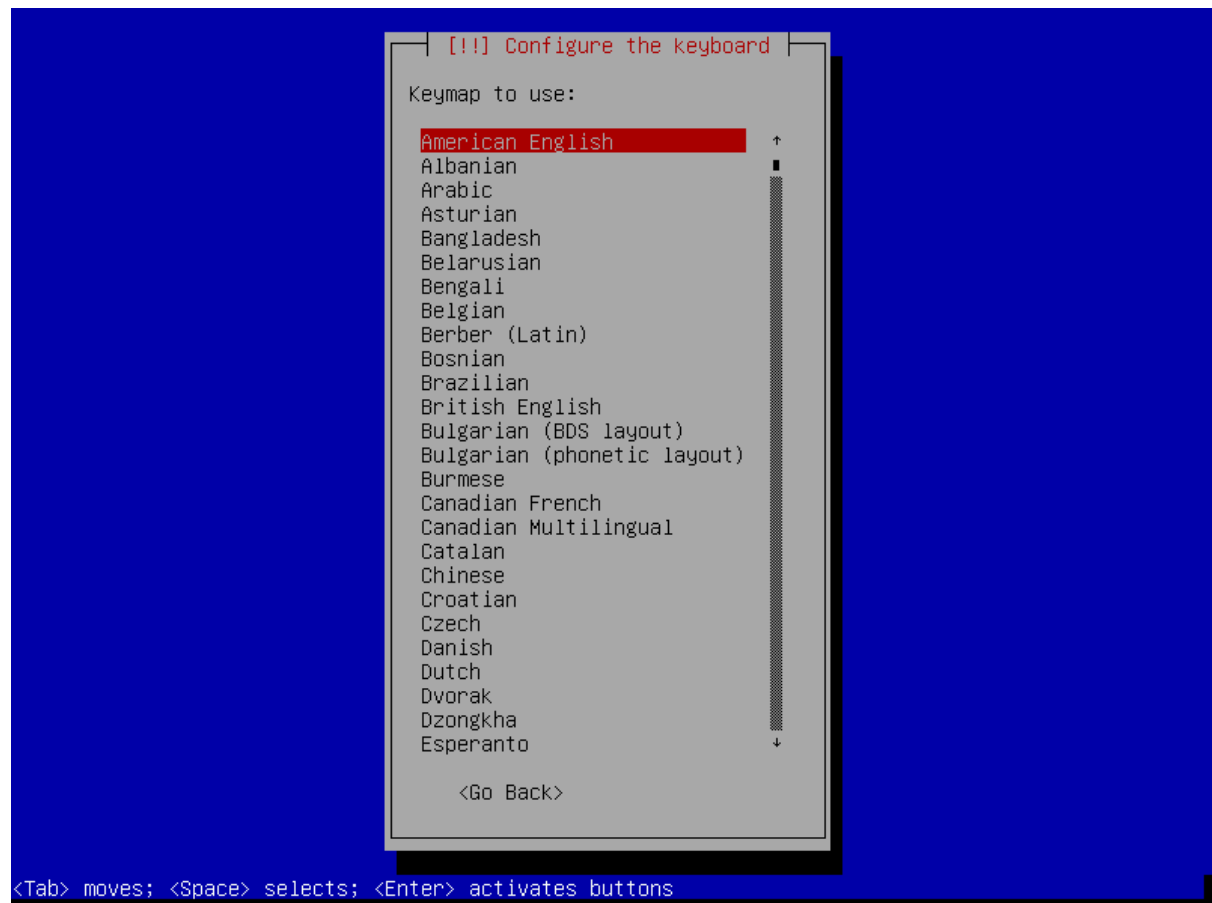 [!!] Configure the keyboard
Keymap to use:
American English
Albanian
Arabic
Asturian
Bangladesh
Belarusian
Bengali
Belgian
Berber (Latin)
Bosnian
Brazilian
British English
Bulgarian (BDS layout)
Bulgarian (phonetic layout)
Burmese
Canadian French
Canadian Multilingual
Catalan
Chinese
Croatian
Czech
Danish
Dutch
Dvorak
Dzongkha
Esperanto
<Go Back>
<Tab> moves; <Space> selects; <Enter> activates buttons